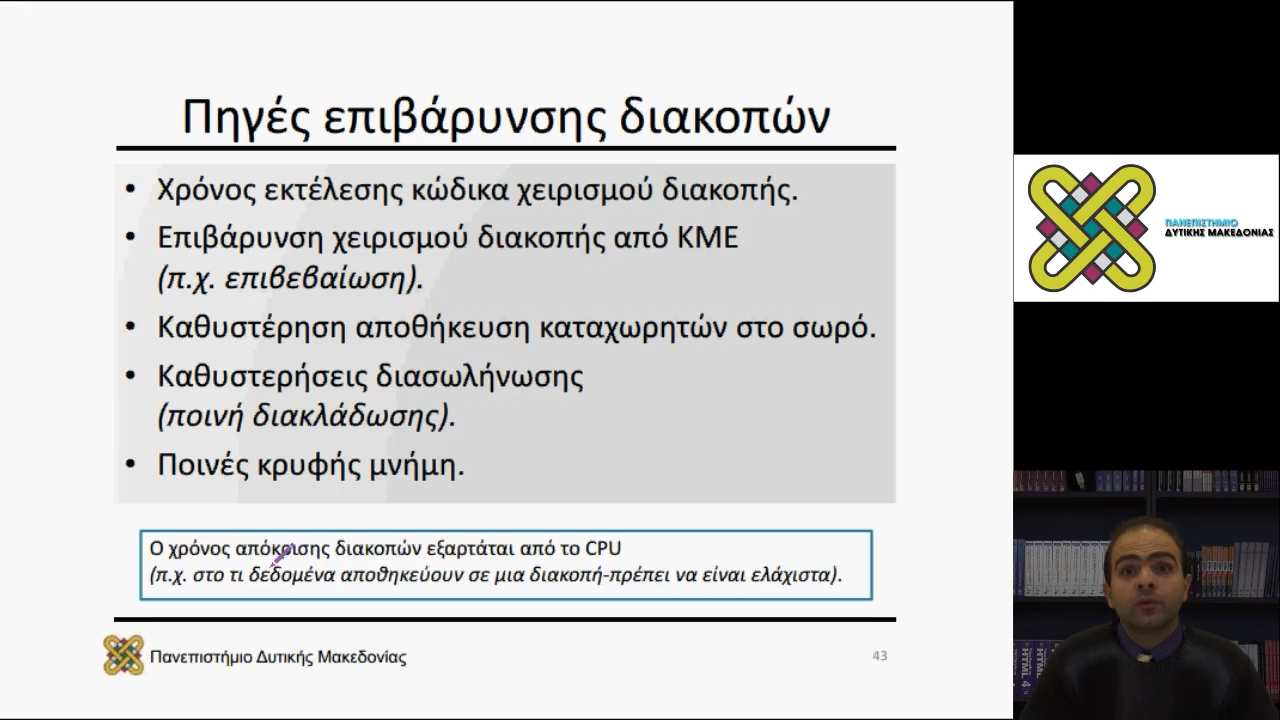 Πηγές επιβάρυνσης διακοπών
• Χρόνος εκτέλεσης κώδικα χειρισμού διακοπής.
• Επιβάρυνση χειρισμού διακοπής από ΚΜΕ
(π.χ. επιβεβαίωση).
• Καθυστέρηση αποθήκευση καταχωρητών στο σωρό.
• Καθυστερήσεις διασωλήνωσης
(ποινή διακλάδωσης).
• Ποινές κρυφής μνήμη.
Ο χρόνος απόκρισης διακοπών εξαρτάται από το CPU
(π.χ. στο τι δεδομένα αποθηκεύουν σε μια διακοπή-πρέπει να είναι ελάχιστα).
Πανεπιστήμιο Δυτικής Μακεδονίας
43
ΠΑΝΕΠΙΣΤΗΜΙΟ
ΔΥΤΙΚΗΣ ΜΑΚΕΔΟΝΙΑΣ
HTML 4